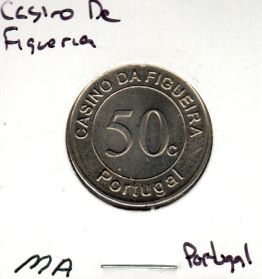 Casino De
Figueria
CASINO DA FIGUEIRA
50
C
Portugal
MA
Portugal